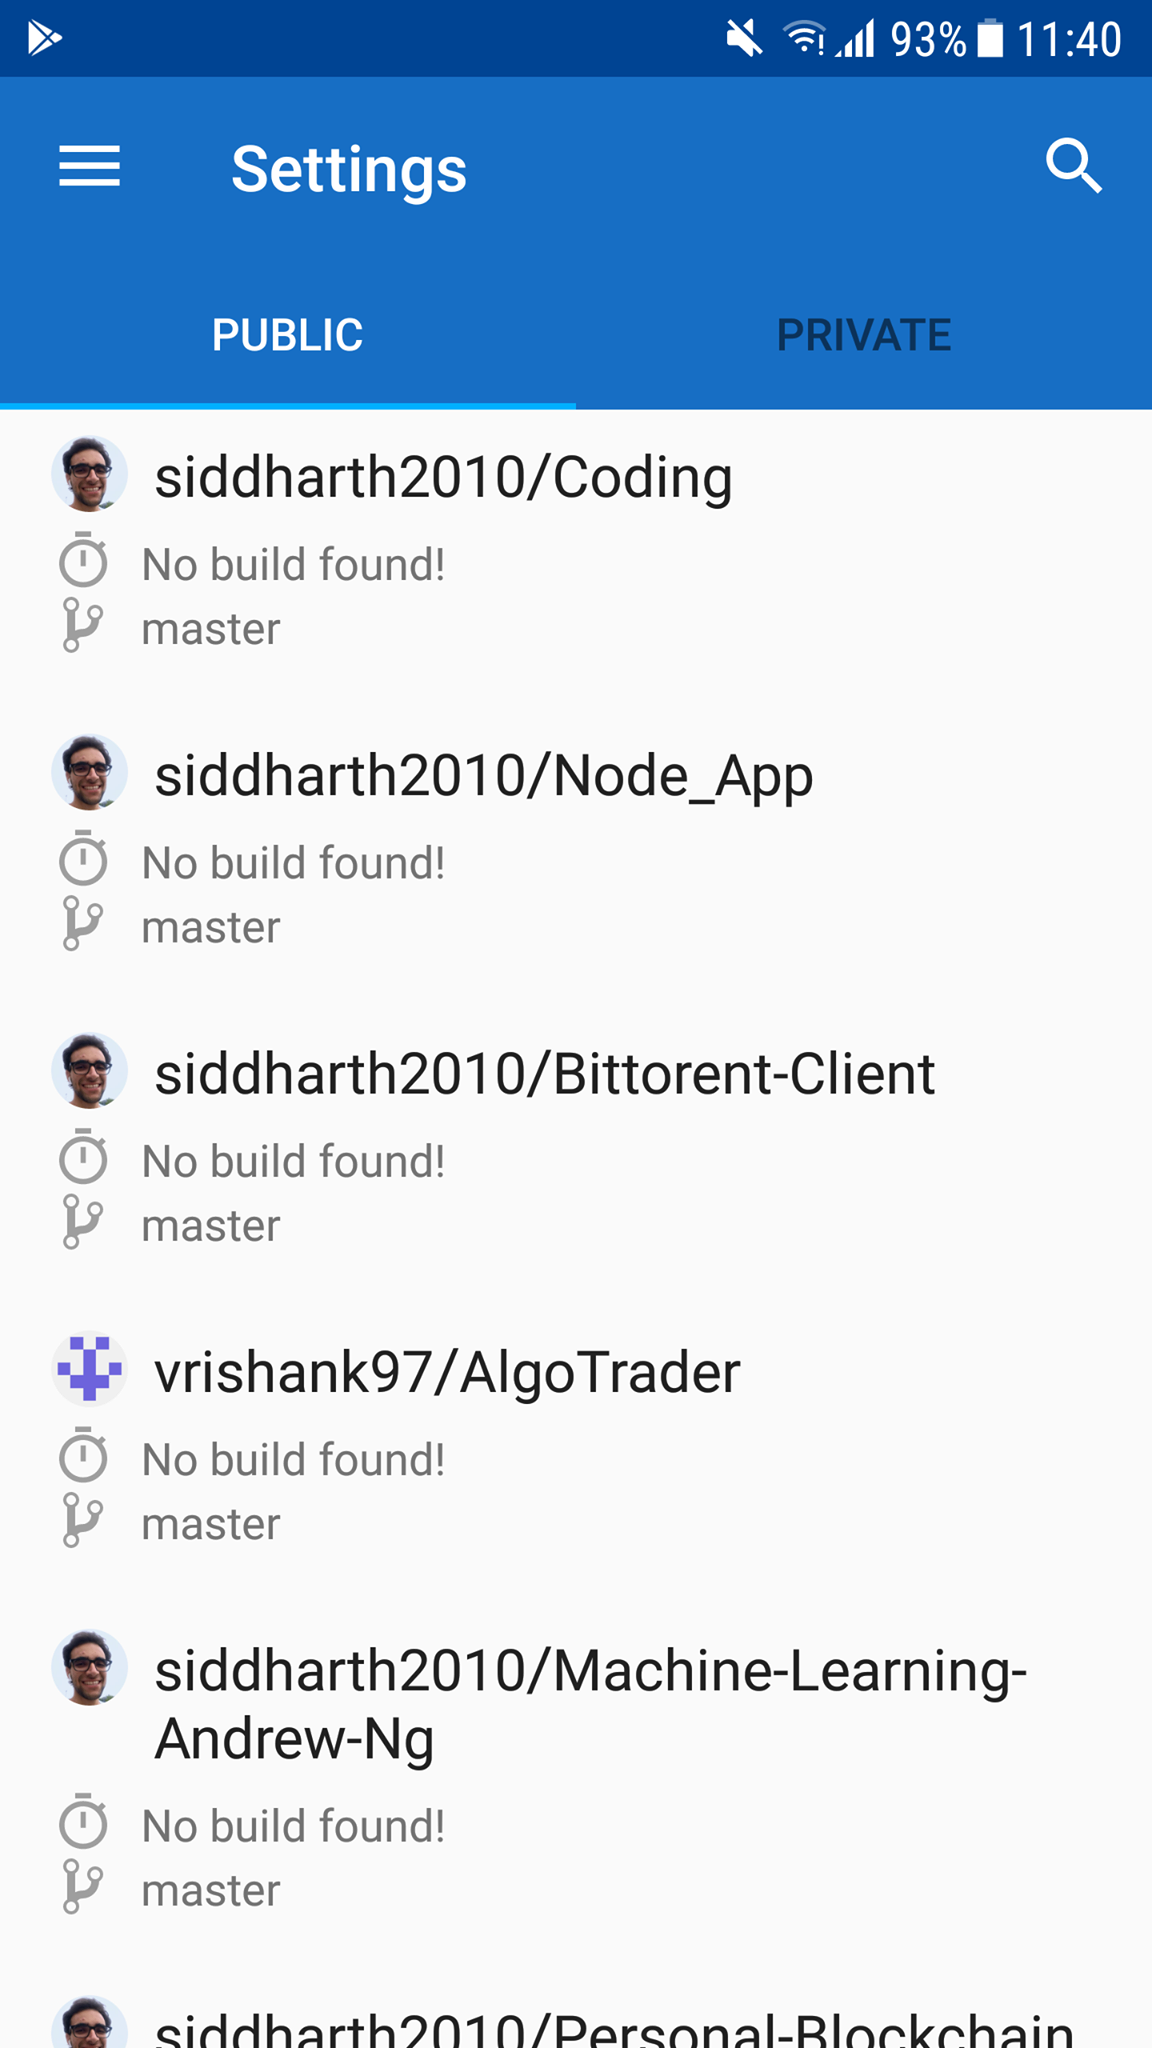 93% 11:40
Settings
PUBLIC PRIVATE
siddharth2010/Coding
No build found!
master
siddharth2010/Node_App
No build found!
master
siddharth2010/Bittorent-Client
No build found!
master
vrishank97/AlgoTrader
No build found!
master
siddharth2010/Machine-Learning-
Andrew-Ng
No build found!
master
siddharth2010/Personal-Blockchain